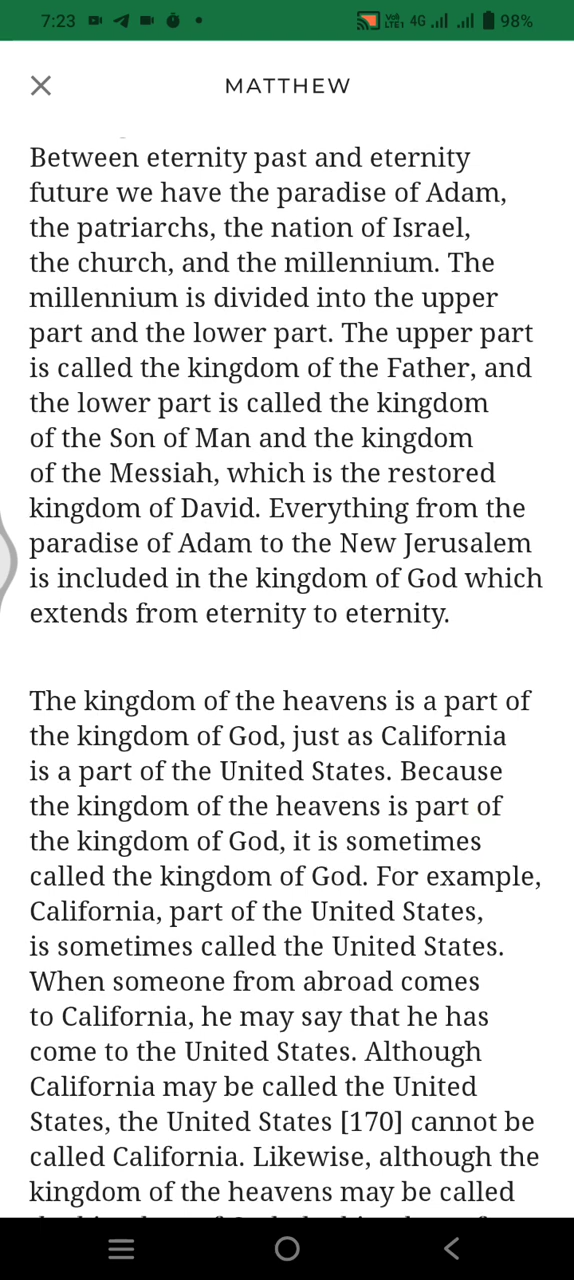 7:23
VoD
LTE1
4G
98%
MATTHEW
Between eternity past and eternity
future we have the paradise of Adam,
the patriarchs, the nation of Israel,
the church, and the millennium. The
millennium is divided into the upper
part and the lower part. The upper part
is called the kingdom of the Father, and
the lower part is called the kingdom
of the Son of Man and the kingdom
of the Messiah, which is the restored
kingdom of David. Everything from the
paradise of Adam to the New Jerusalem
is included in the kingdom of God which
extends from eternity to eternity.
The kingdom of the heavens is a part of
the kingdom of God, just as California
is a part of the United States. Because
the kingdom of the heavens is part of
the kingdom of God, it is sometimes
called the kingdom of God. For example,
California, part of the United States,
is sometimes called the United States.
When someone from abroad comes
to California, he may say that he has
come to the United States. Although
California may be called the United
States, the United States [170] cannot be
called California. Likewise, although the
kingdom of the heavens may be called